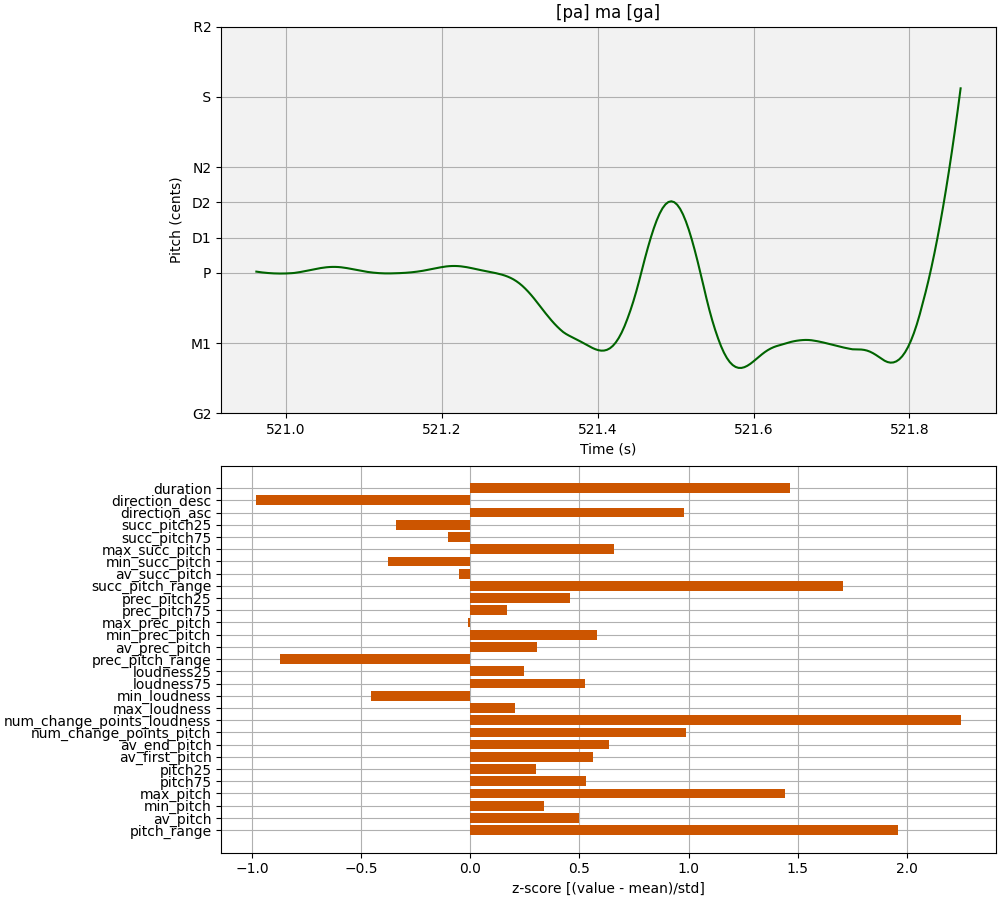 [pa] ma [ga]
R2
S
N2
D2
D1
P
M1
G2
Pitch (cents)
521.0 521.2 521.4 521.6 521.8
Time (s)
duration
direction_desc
direction_asc
succ_pitch25
succ_pitch75
max_succ_pitch
min_succ_pitch
av_succ_pitch
succ_pitch_range
prec_pitch25
prec_pitch75
max_prec_pitch
min_prec_pitch
av_prec_pitch
prec_pitch_range
loudness25
loudness75
min_loudness
max_loudness
num_change_points_loudness
num_change_points_pitch
av_end_pitch
av_first_pitch
pitch25
pitch75
max_pitch
min_pitch
av_pitch
pitch_range
−1.0 −0.5 0.0 0.5 1.0 1.5 2.0
z-score [(value - mean)/std]